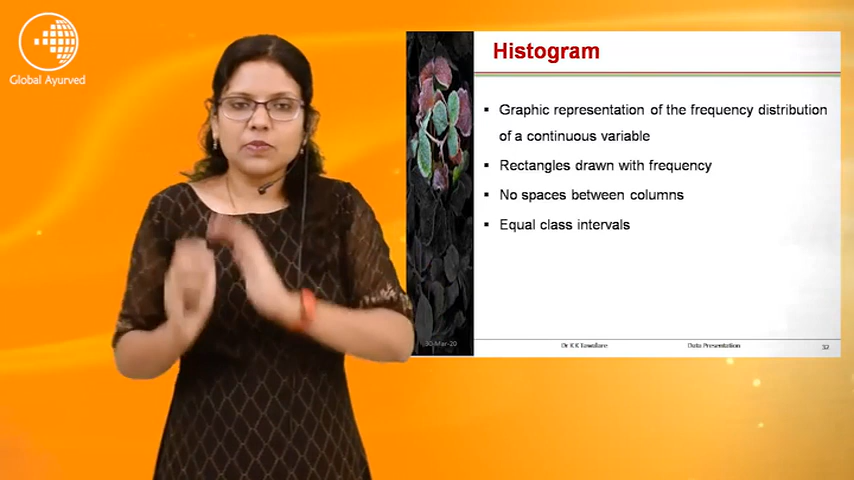 Global Ayurved
Histogram
▪ Graphic representation of the frequency distribution
of a continuous variable
▪ Rectangles drawn with frequency
▪ No spaces between columns
▪ Equal class intervals
30-Mar-20
Data Presentation
32